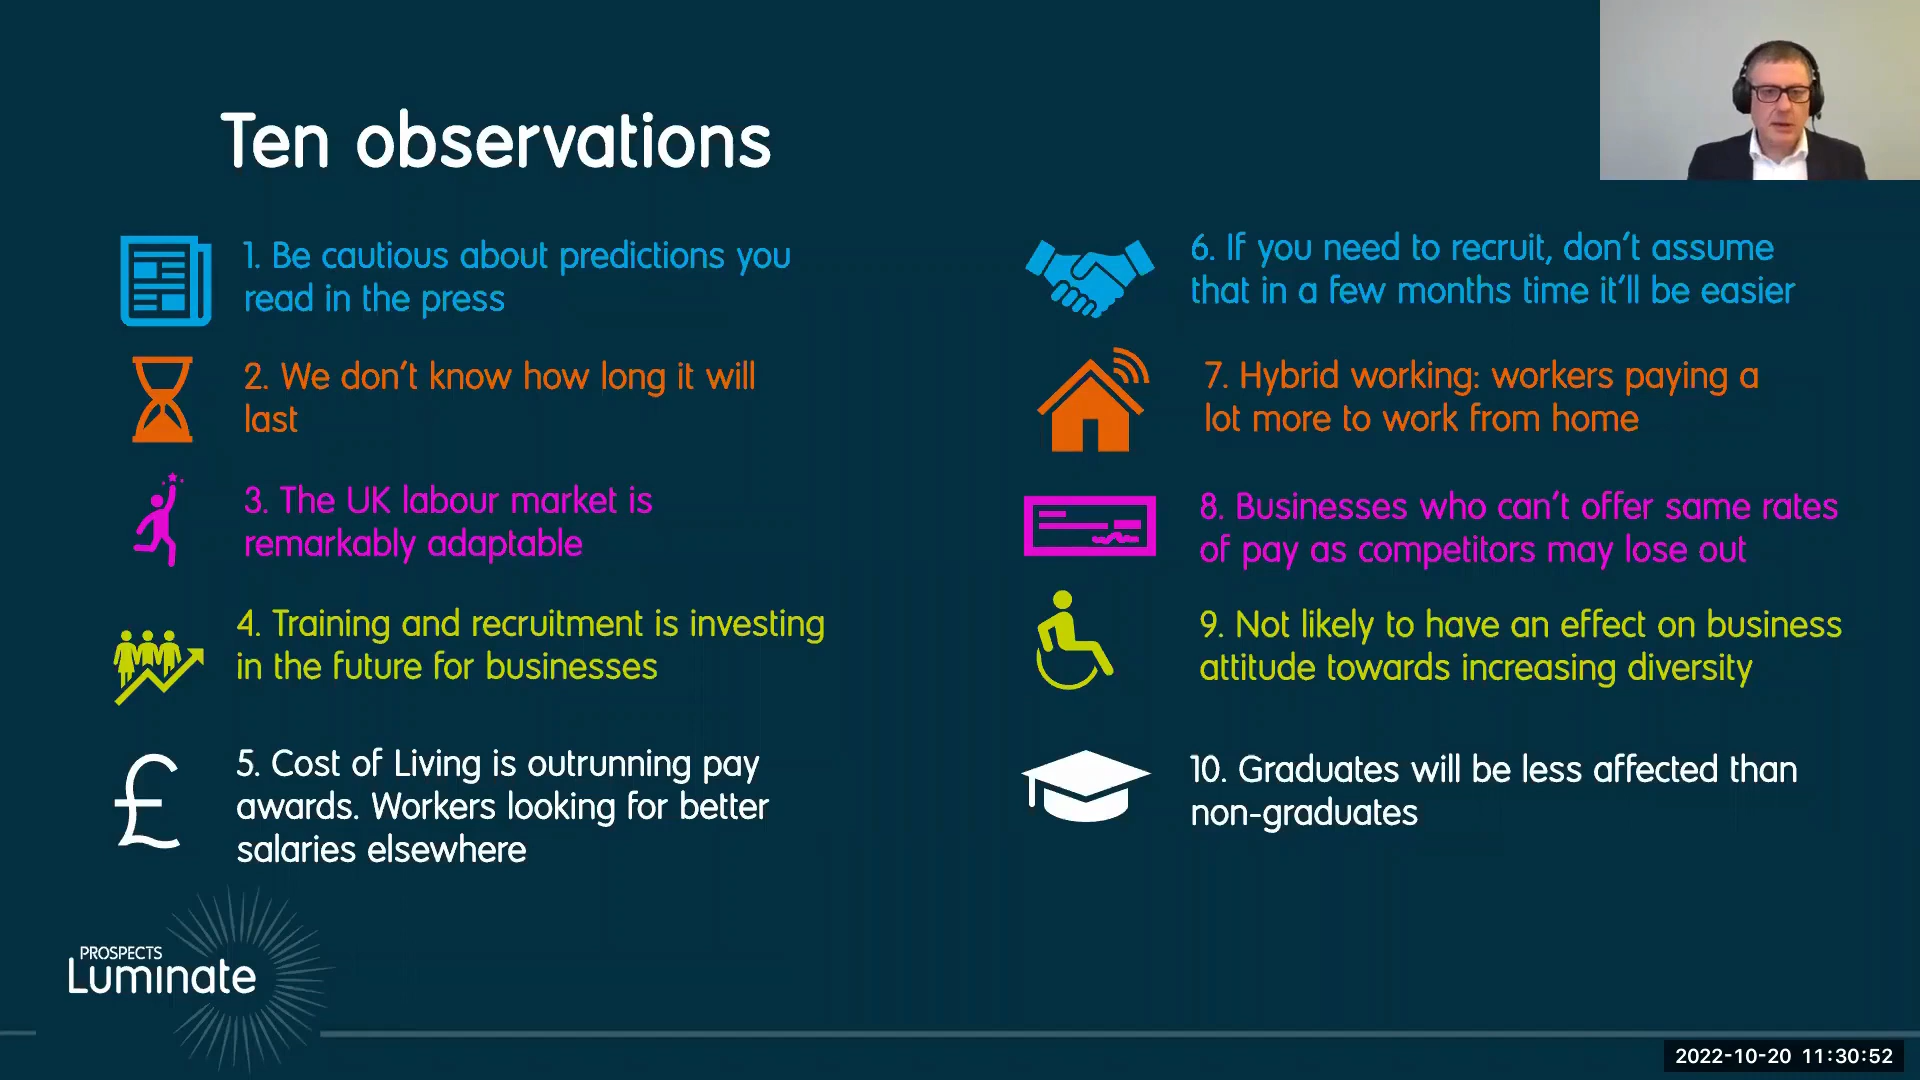 Ten observations
1. Be cautious about predictions you
read in the press
2. We don't know how long it will
last
3. The UK labour market is
remarkably adaptable
4. Training and recruitment is investing
in the future for businesses
5. Cost of Living is outrunning pay
awards. Workers looking for better
salaries elsewhere
6. If you need to recruit, don't assume
that in a few months time it'll be easier
7. Hybrid working: workers paying a
lot more to work from home
8. Businesses who can't offer same rates
of pay as competitors may lose out
9. Not likely to have an effect on business
attitude towards increasing diversity
10. Graduates will be less affected than
non-graduates
PROSPECTS
Luminate
2022-10-20 11:30:52